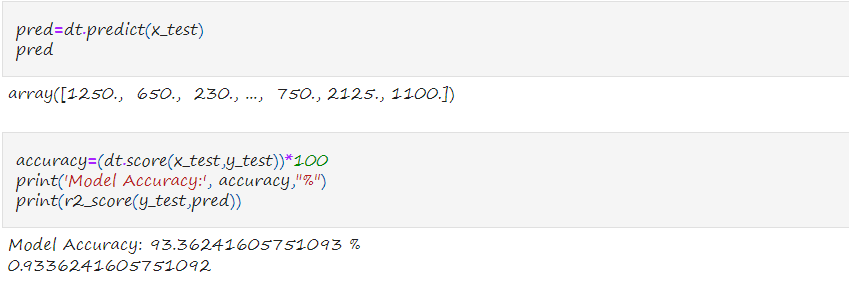 pred=dt.predict(x_test)
pred
array([1250.,  650.,  230., ...,  750., 2125., 1100.])
accuracy=(dt.score(x_test,y_test))*100
print('Model Accuracy:', accuracy,"%")
print(r2_score(y_test,pred))
Model Accuracy: 93.36241605751093 %
0.9336241605751092